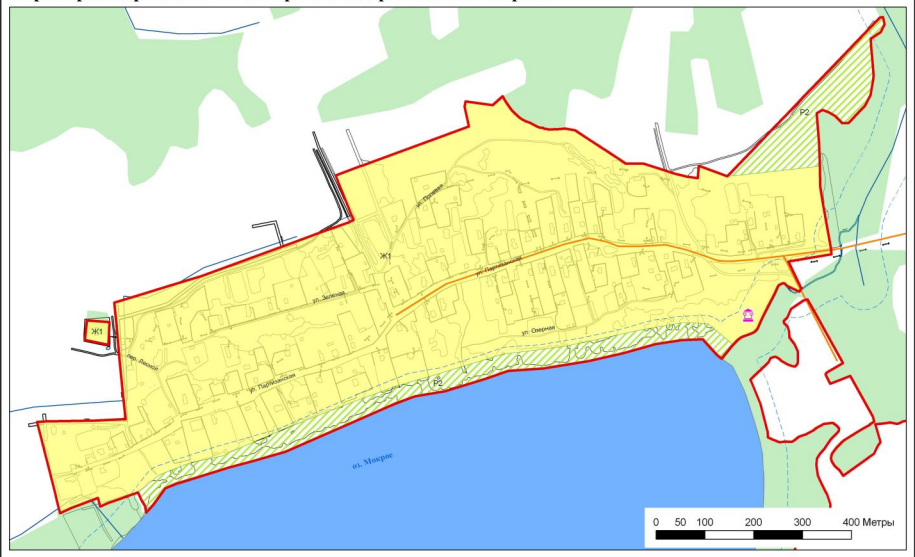 Р2
ул. Полевая
Ж1
ул. Партизанская
ул. Зеленая
Ж1
ул. Озерная
пер. Лесной
ул. Партизанская
Р2
оз. Мокрое
0 50 100 200 300 400 Метры